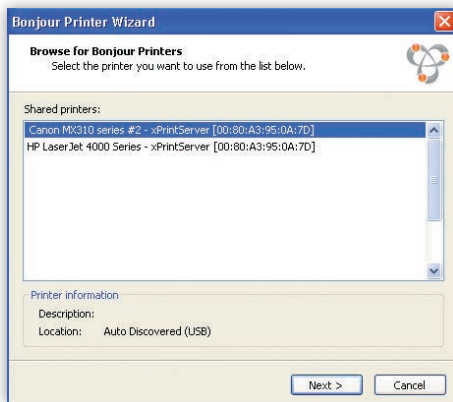 Bonjour Printer Wizard
Browse for Bonjour Printers
Select the printer you want to use from the list below.
Shared printers:
Canon MX310 series #2 - xPrintServer [00:80:A3:95:0A:7D]
HP LaserJet 4000 Series - xPrintServer [00:80:A3:95:0A:7D]
Printer information
Description:
Location: Auto Discovered (USB)
Next >
Cancel